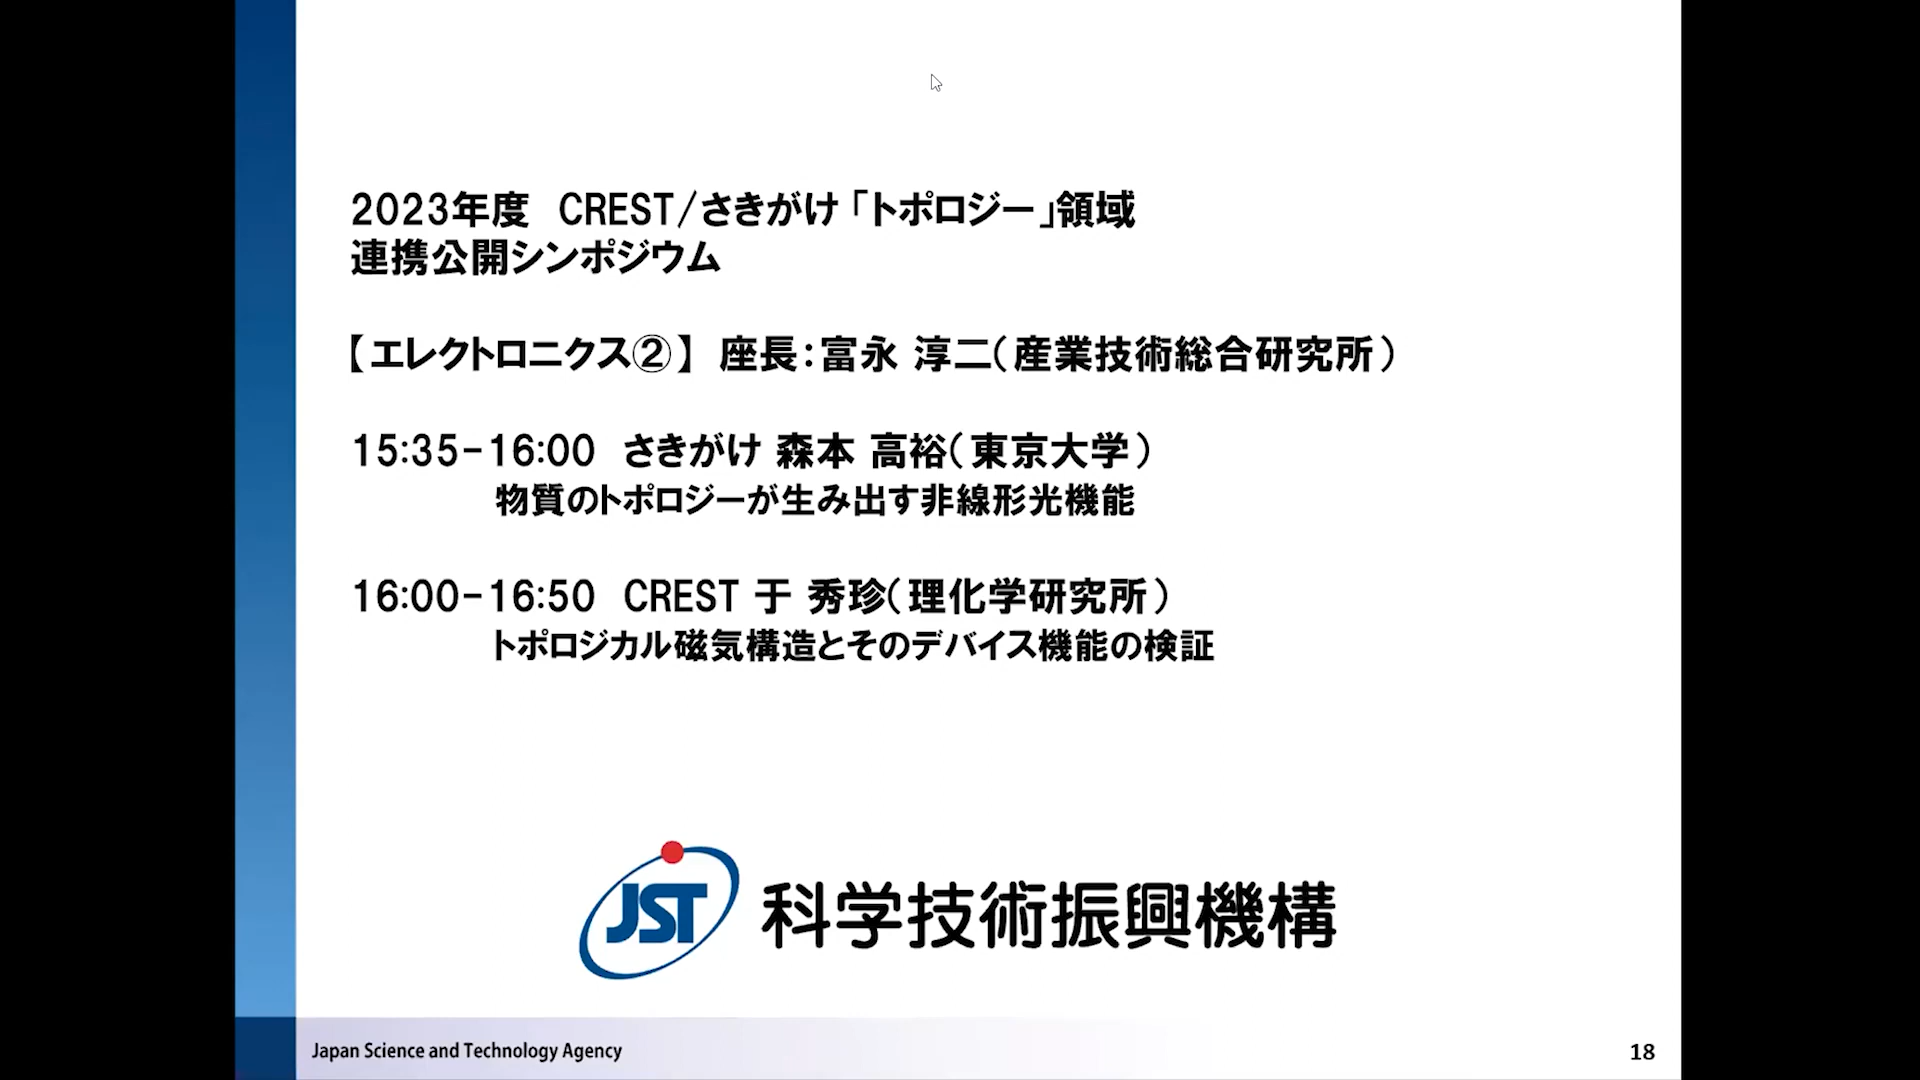 2023年度　CREST/さきがけ「トポロジー」領域
連携公開シンポジウム
【エレクトロニクス②】 座長：富永 淳二（産業技術総合研究所）
15:35-16:00　さきがけ 森本 高裕（東京大学）
物質のトポロジーが生み出す非線形光機能
16:00-16:50　CREST 于 秀珍（理化学研究所）
トポロジカル磁気構造とそのデバイス機能の検証
JST 科学技術振興機構
Japan Science and Technology Agency
18